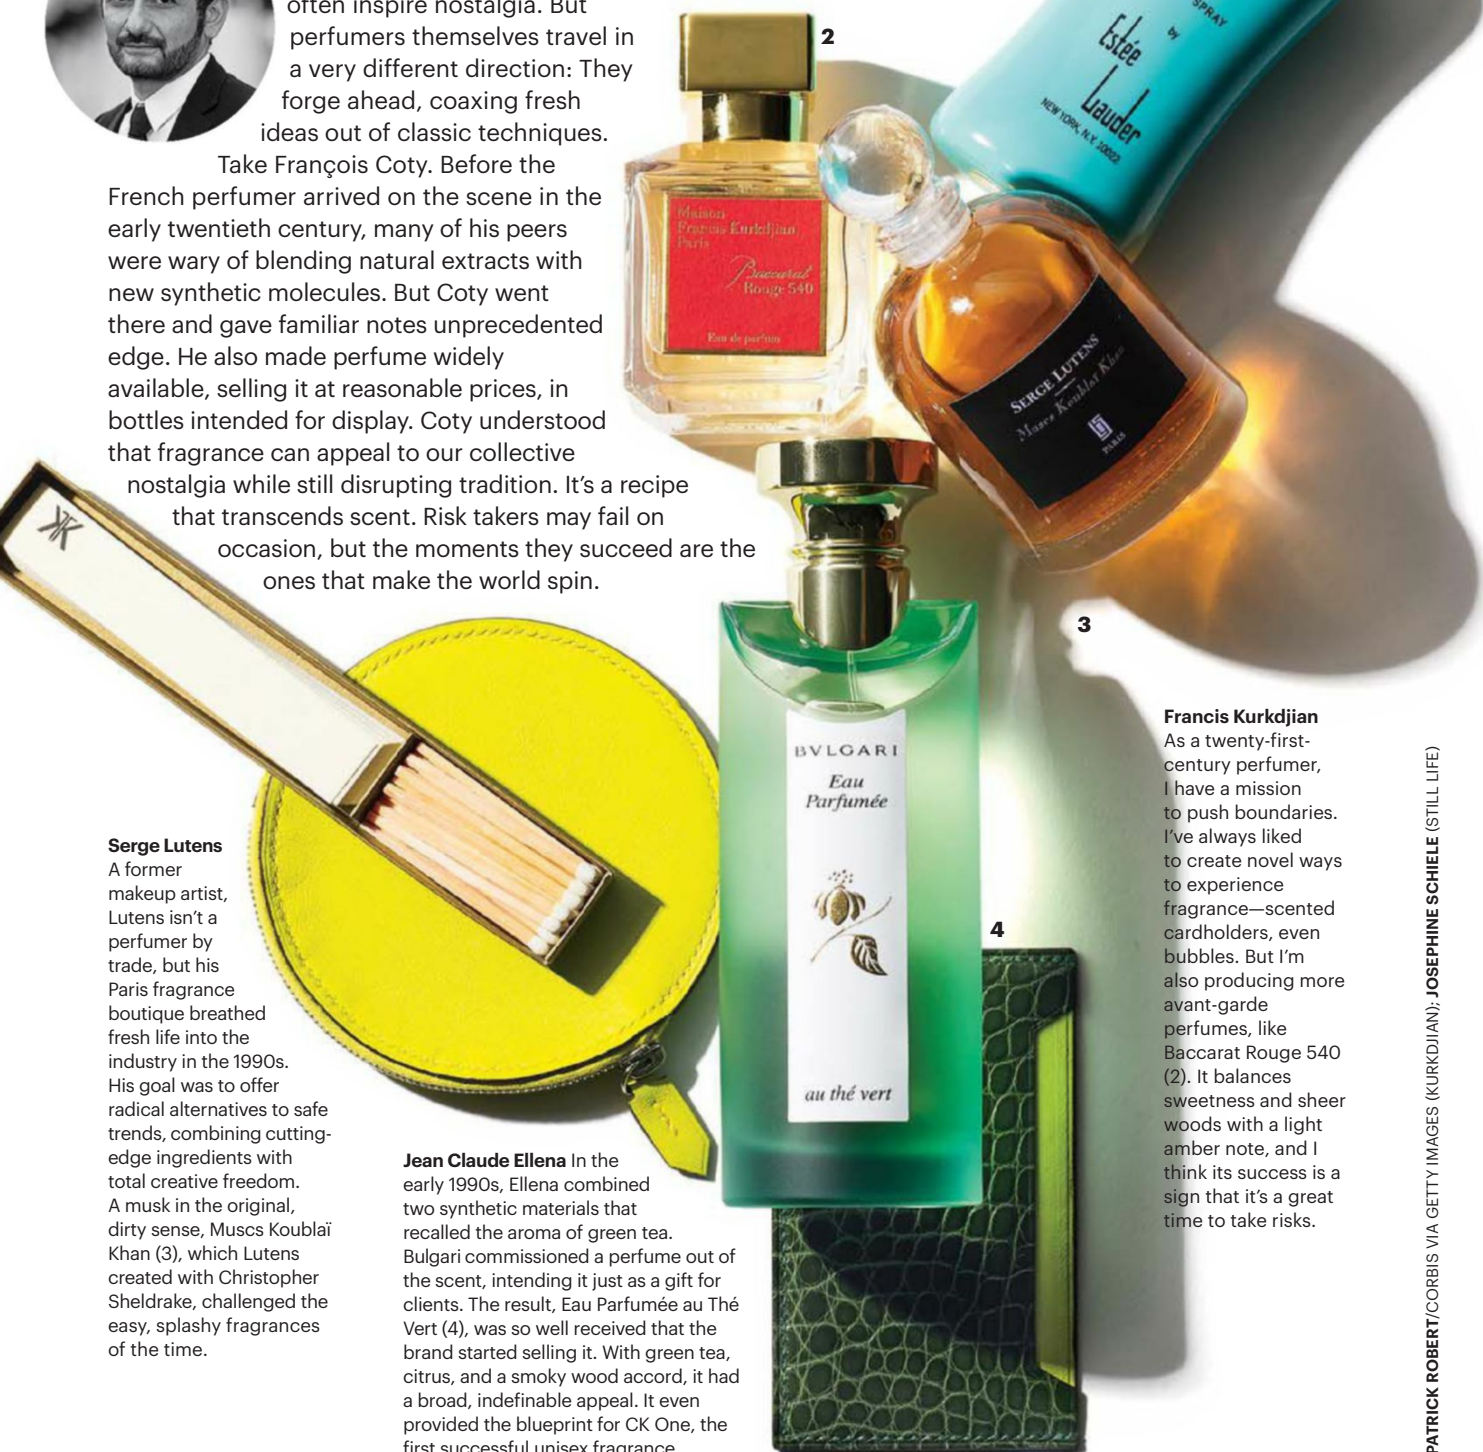 often inspire nostalgia. But
perfumers themselves travel in
a very different direction: They
forge ahead, coaxing fresh
ideas out of classic techniques.
Take François Coty. Before the
French perfumer arrived on the scene in the
early twentieth century, many of his peers
were wary of blending natural extracts with
new synthetic molecules. But Coty went
there and gave familiar notes unprecedented
edge. He also made perfume widely
available, selling it at reasonable prices, in
bottles intended for display. Coty understood
that fragrance can appeal to our collective
nostalgia while still disrupting tradition. It's a recipe
that transcends scent. Risk takers may fail on
occasion, but the moments they succeed are the
ones that make the world spin.
2
SPRAY
by
Estēe
Lauder
NEW YORK, N.Y. 10022
Maison
Francis Kurkdjian
Paris
Baccarat
Rouge 540
Eau de parfum
SERGE LUTENS
Muscs Koublaï Khan
PARIS
3
BVLGARI
Eau
Parfumée
au thé vert
4
Serge Lutens
A former
makeup artist,
Lutens isn't a
perfumer by
trade, but his
Paris fragrance
boutique breathed
fresh life into the
industry in the 1990s.
His goal was to offer
radical alternatives to safe
trends, combining cutting-
edge ingredients with
total creative freedom.
A musk in the original,
dirty sense, Muscs Koublaï
Khan (3), which Lutens
created with Christopher
Sheldrake, challenged the
easy, splashy fragrances
of the time.
Jean Claude Ellena In the
early 1990s, Ellena combined
two synthetic materials that
recalled the aroma of green tea.
Bulgari commissioned a perfume out of
the scent, intending it just as a gift for
clients. The result, Eau Parfumée au Thé
Vert (4), was so well received that the
brand started selling it. With green tea,
citrus, and a smoky wood accord, it had
a broad, indefinable appeal. It even
provided the blueprint for CK One, the
first successful unisex fragrance
Francis Kurkdjian
As a twenty-first-
century perfumer,
I have a mission
to push boundaries.
I've always liked
to create novel ways
to experience
fragrance—scented
cardholders, even
bubbles. But I'm
also producing more
avant-garde
perfumes, like
Baccarat Rouge 540
(2). It balances
sweetness and sheer
woods with a light
amber note, and I
think its success is a
sign that it's a great
time to take risks.
PATRICK ROBERT/CORBIS VIA GETTY IMAGES (KURKDJIAN); JOSEPHINE SCHIELE (STILL LIFE)